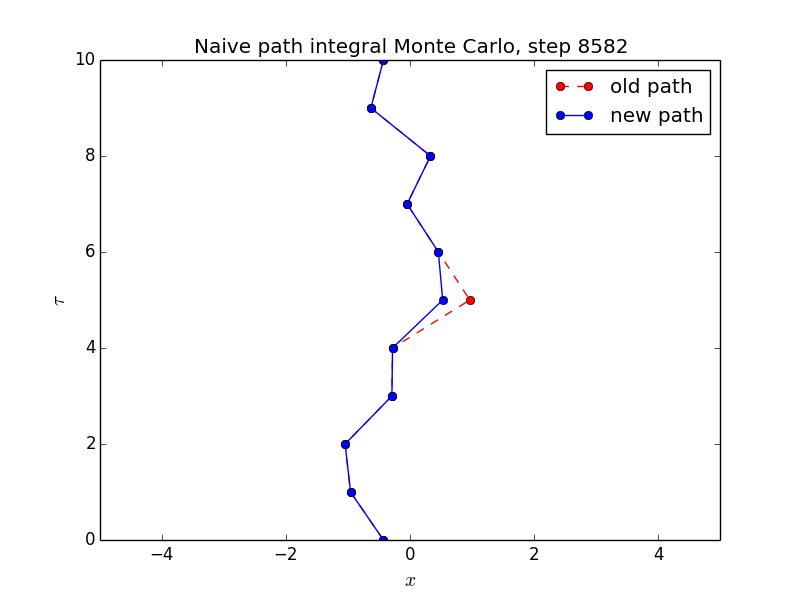 Naive path integral Monte Carlo, step 8582
old path
new path
10
8
6
4
2
0
τ
−4 −2 0 2 4
x